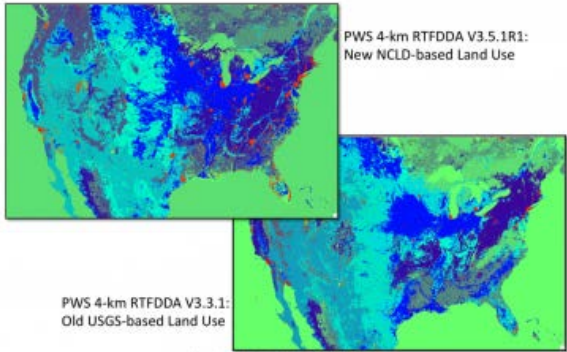 PWS 4-km RTFDDA V3.5.1R1:
New NCLD-based Land Use
PWS 4-km RTFDDA V3.3.1:
Old USGS-based Land Use